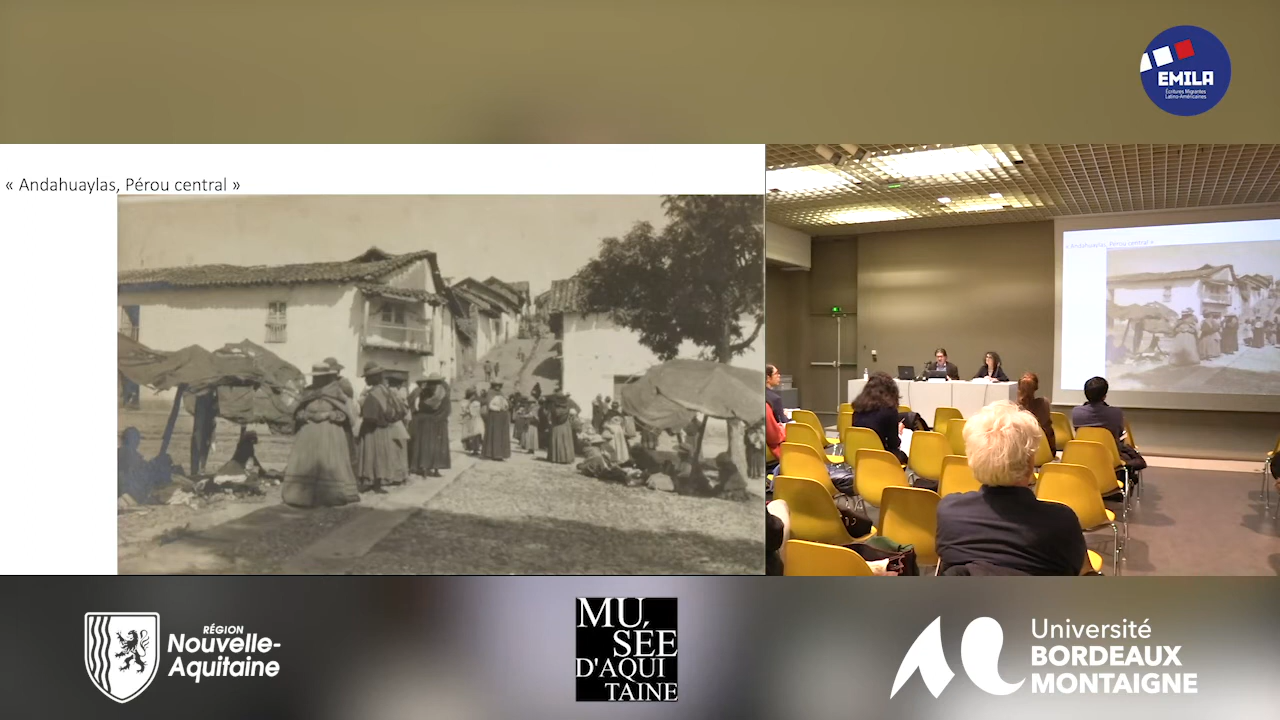 EMILA
Écritures Migrantes
Latino-Américaines
« Andahuaylas, Pérou central »
« Andahuaylas, Pérou central »
RÉGION
Nouvelle-
Aquitaine
MU,
SÉE
D'AQUI
TAINE
Université
BORDEAUX
MONTAIGNE